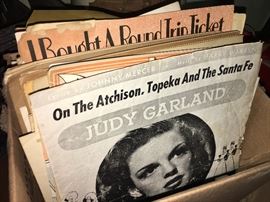 I Bought A Round Trip Ticket
JOHNNY MERCER
On The Atchison, Topeka And The Santa Fe
JUDY GARLAND